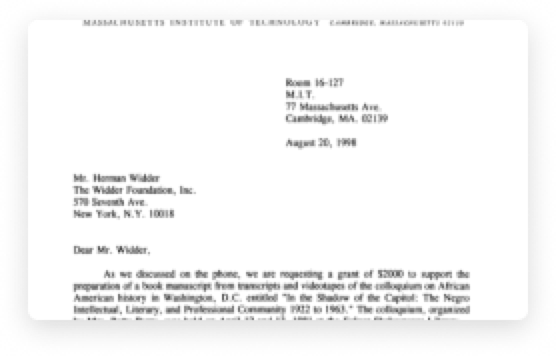 MASSACHUSETTS INSTITUTE OF TECHNOLOGY CAMBRIDGE, MASSACHUSETTS 02139
Room 16-127
M.I.T.
77 Massachusetts Ave.
Cambridge, MA. 02139
August 20, 1998
Mr. Herman Widder
The Widder Foundation, Inc.
570 Seventh Ave.
New York, N.Y. 10018
Dear Mr. Widder,
As we discussed on the phone, we are requesting a grant of $2000 to support the
preparation of a book manuscript from transcripts and videotapes of the colloquium on African
American history in Washington, D.C. entitled "In the Shadow of the Capitol: The Negro
Intellectual, Literary, and Professional Community 1922 to 1963." The colloquium, organized